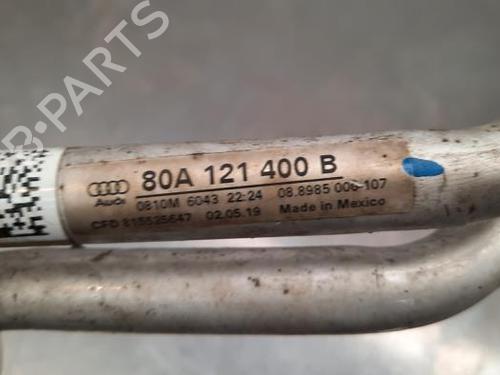 B-PARTS
Audi 80A 121 400 B
0810M 6043 22:24 08.8985 006-107
CFD 815525647 02.05.19 Made in Mexico